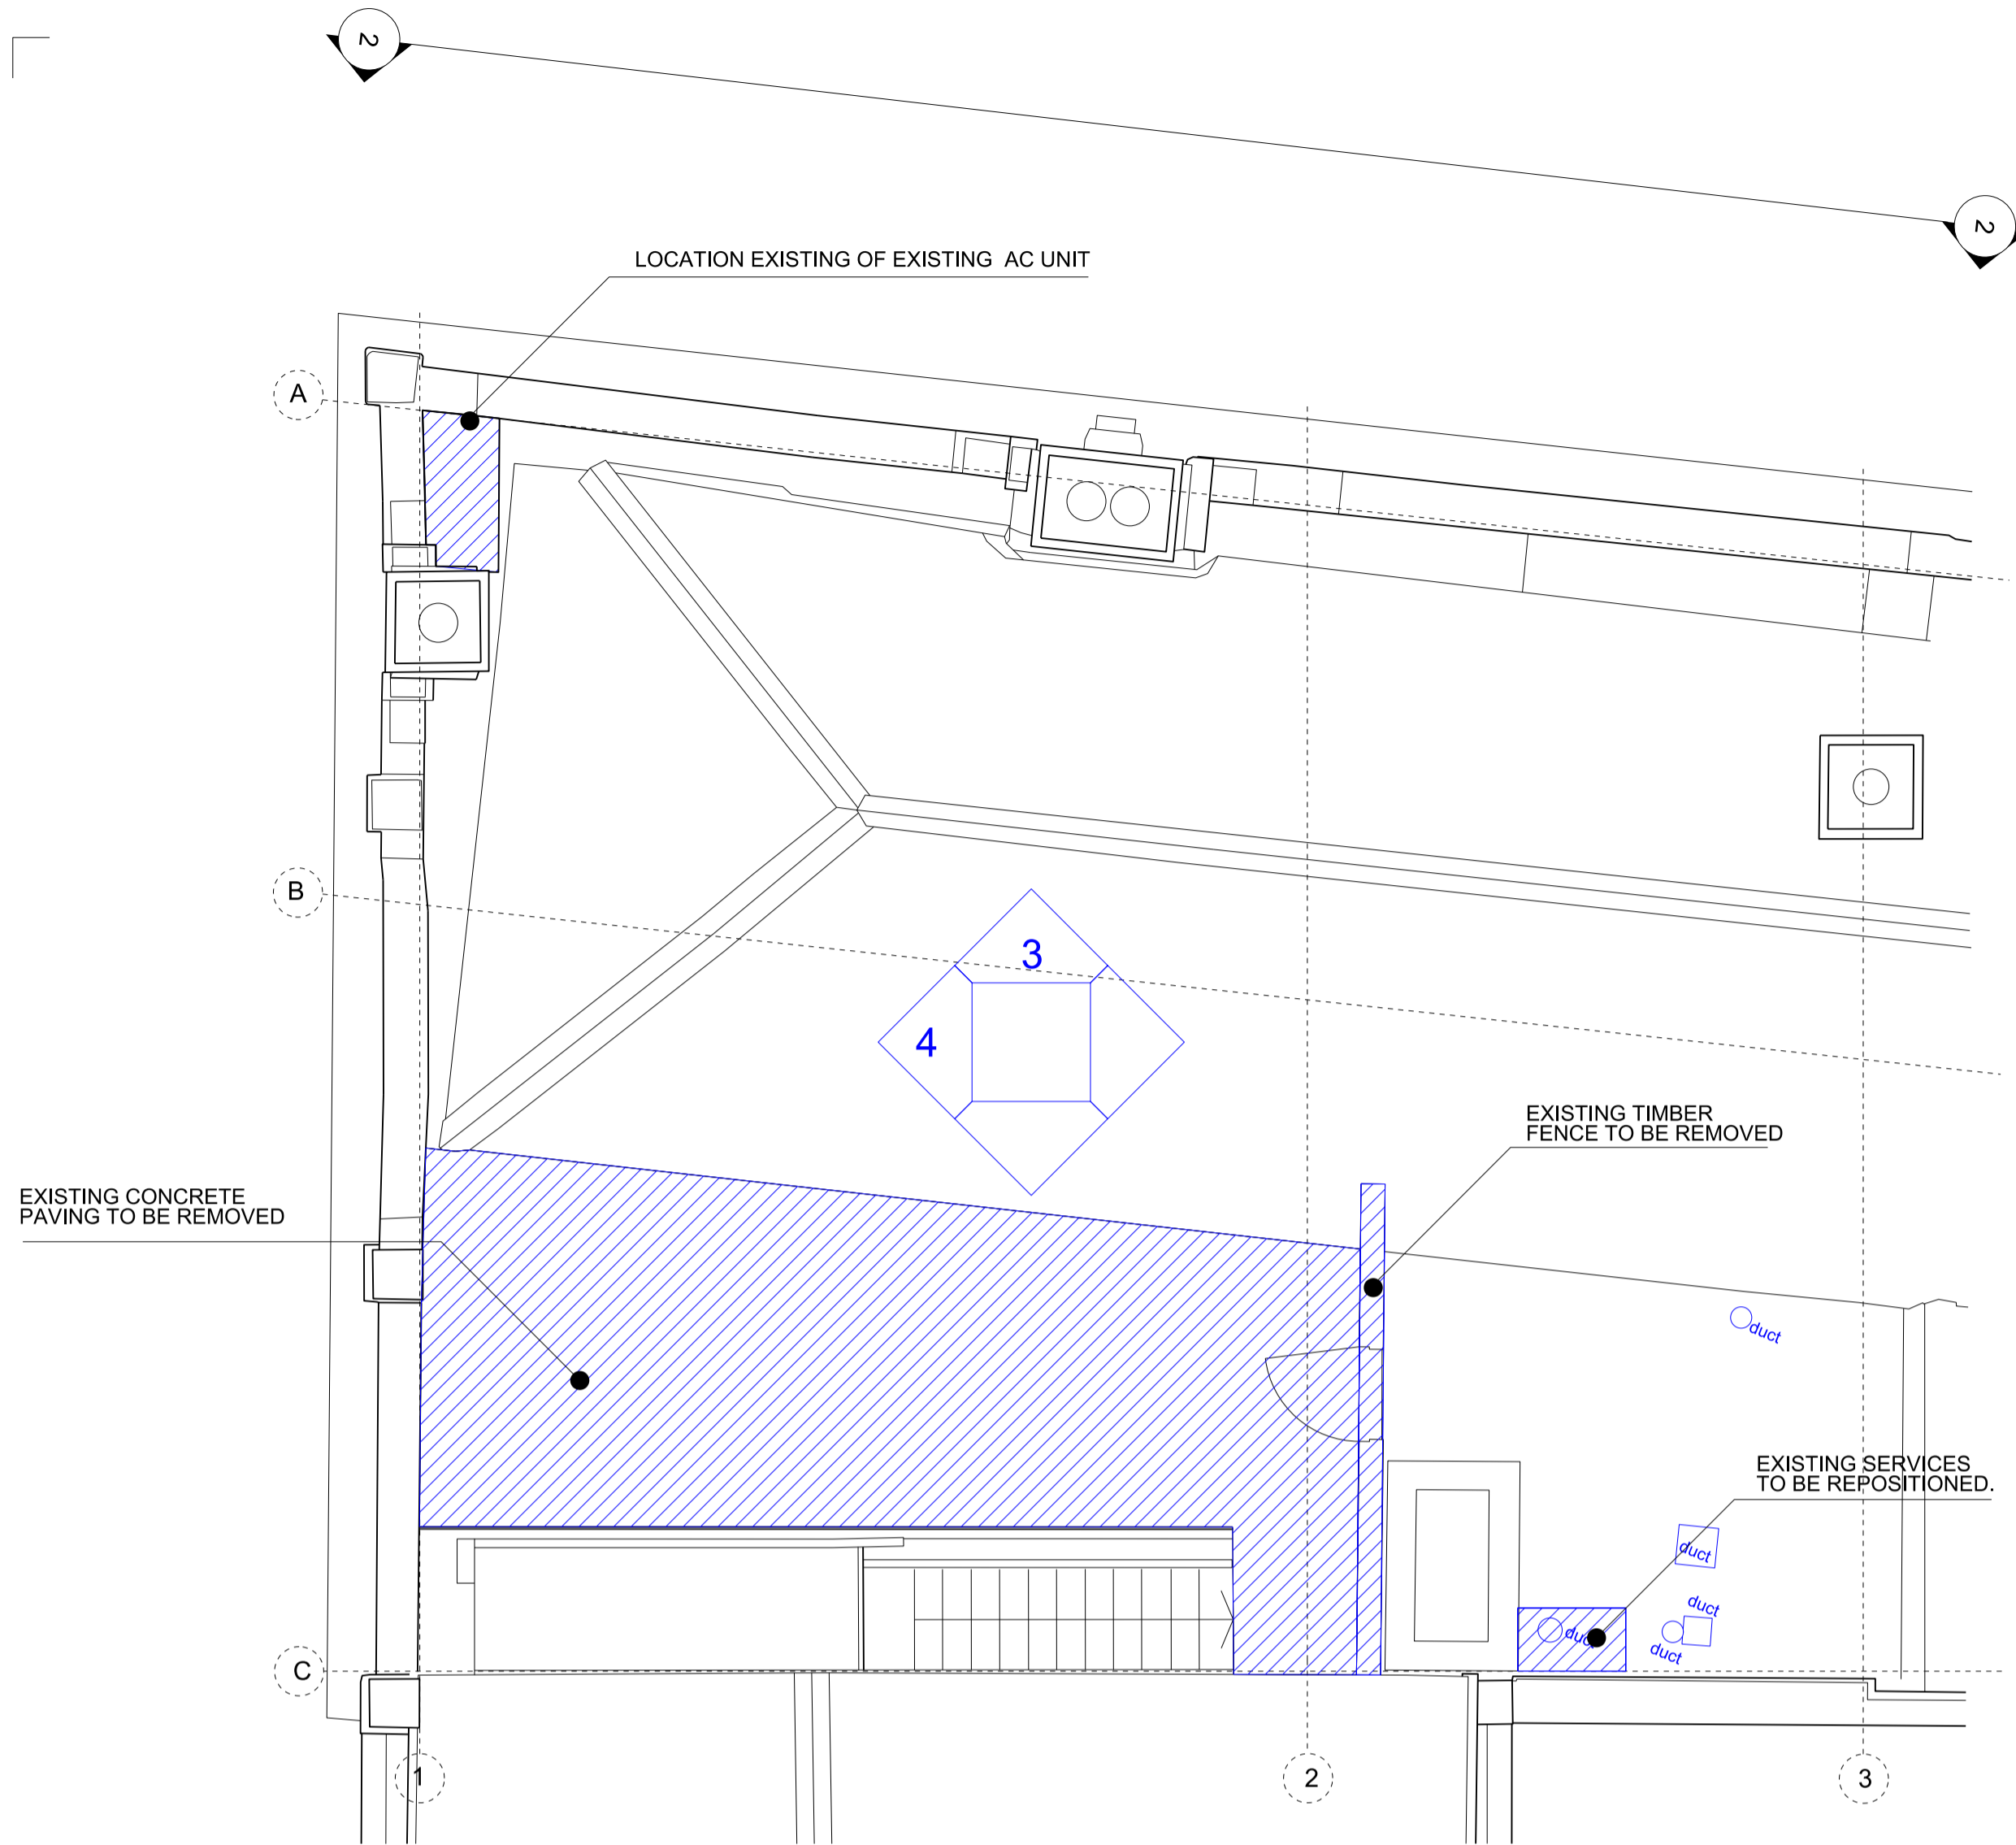 2
2
LOCATION EXISTING OF EXISTING AC UNIT
A
B
3
4
EXISTING TIMBER
FENCE TO BE REMOVED
EXISTING CONCRETE
PAVING TO BE REMOVED
duct
EXISTING SERVICES
TO BE REPOSITIONED.
duct
duct
duct
duct
C
1
2
3